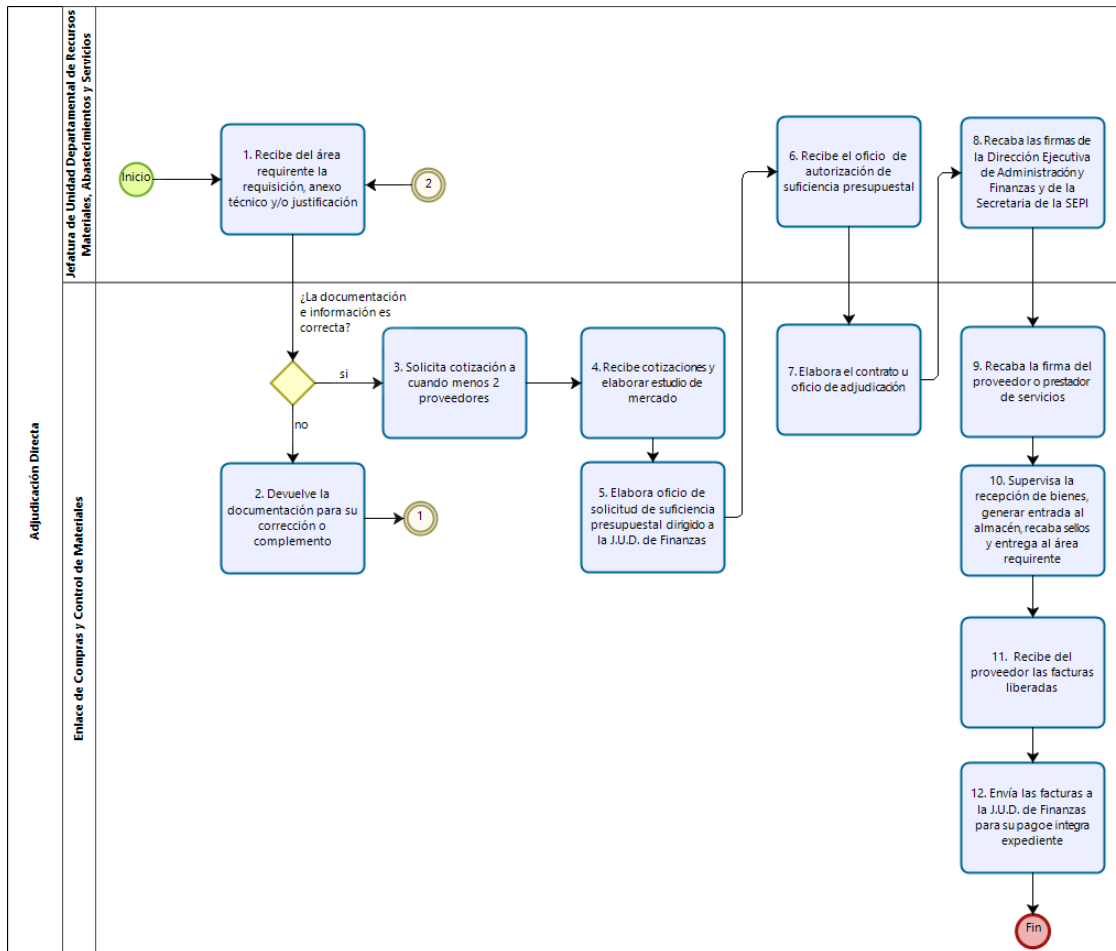 Adjudicación Directa
Jefatura de Unidad Departamental de Recursos
Materiales, Abastecimientos y Servicios
Inicio
1. Recibe del área
requirente la
requisición, anexo
técnico y/o justificación
2
6. Recibe el oficio de
autorización de
suficiencia presupuestal
8. Recaba las firmas de
la Dirección Ejecutiva
de Administración y
Finanzas y de la
Secretaria de la SEPI
Enlace de Compras y Control de Materiales
¿La documentación
e información es
correcta?
si
no
3. Solicita cotización a
cuando menos 2
proveedores
4. Recibe cotizaciones y
elaborar estudio de
mercado
7. Elabora el contrato u
oficio de adjudicación
9. Recaba la firma del
proveedor o prestador
de servicios
2. Devuelve la
documentación para su
corrección o
complemento
1
5. Elabora oficio de
solicitud de suficiencia
presupuestal dirigido a
la J.U.D. de Finanzas
10. Supervisa la
recepción de bienes,
generar entrada al
almacén, recaba sellos
y entrega al área
requirente
11. Recibe del
proveedor las facturas
liberadas
12. Envía las facturas a
la J.U.D. de Finanzas
para su pagoe integra
expediente
Fin